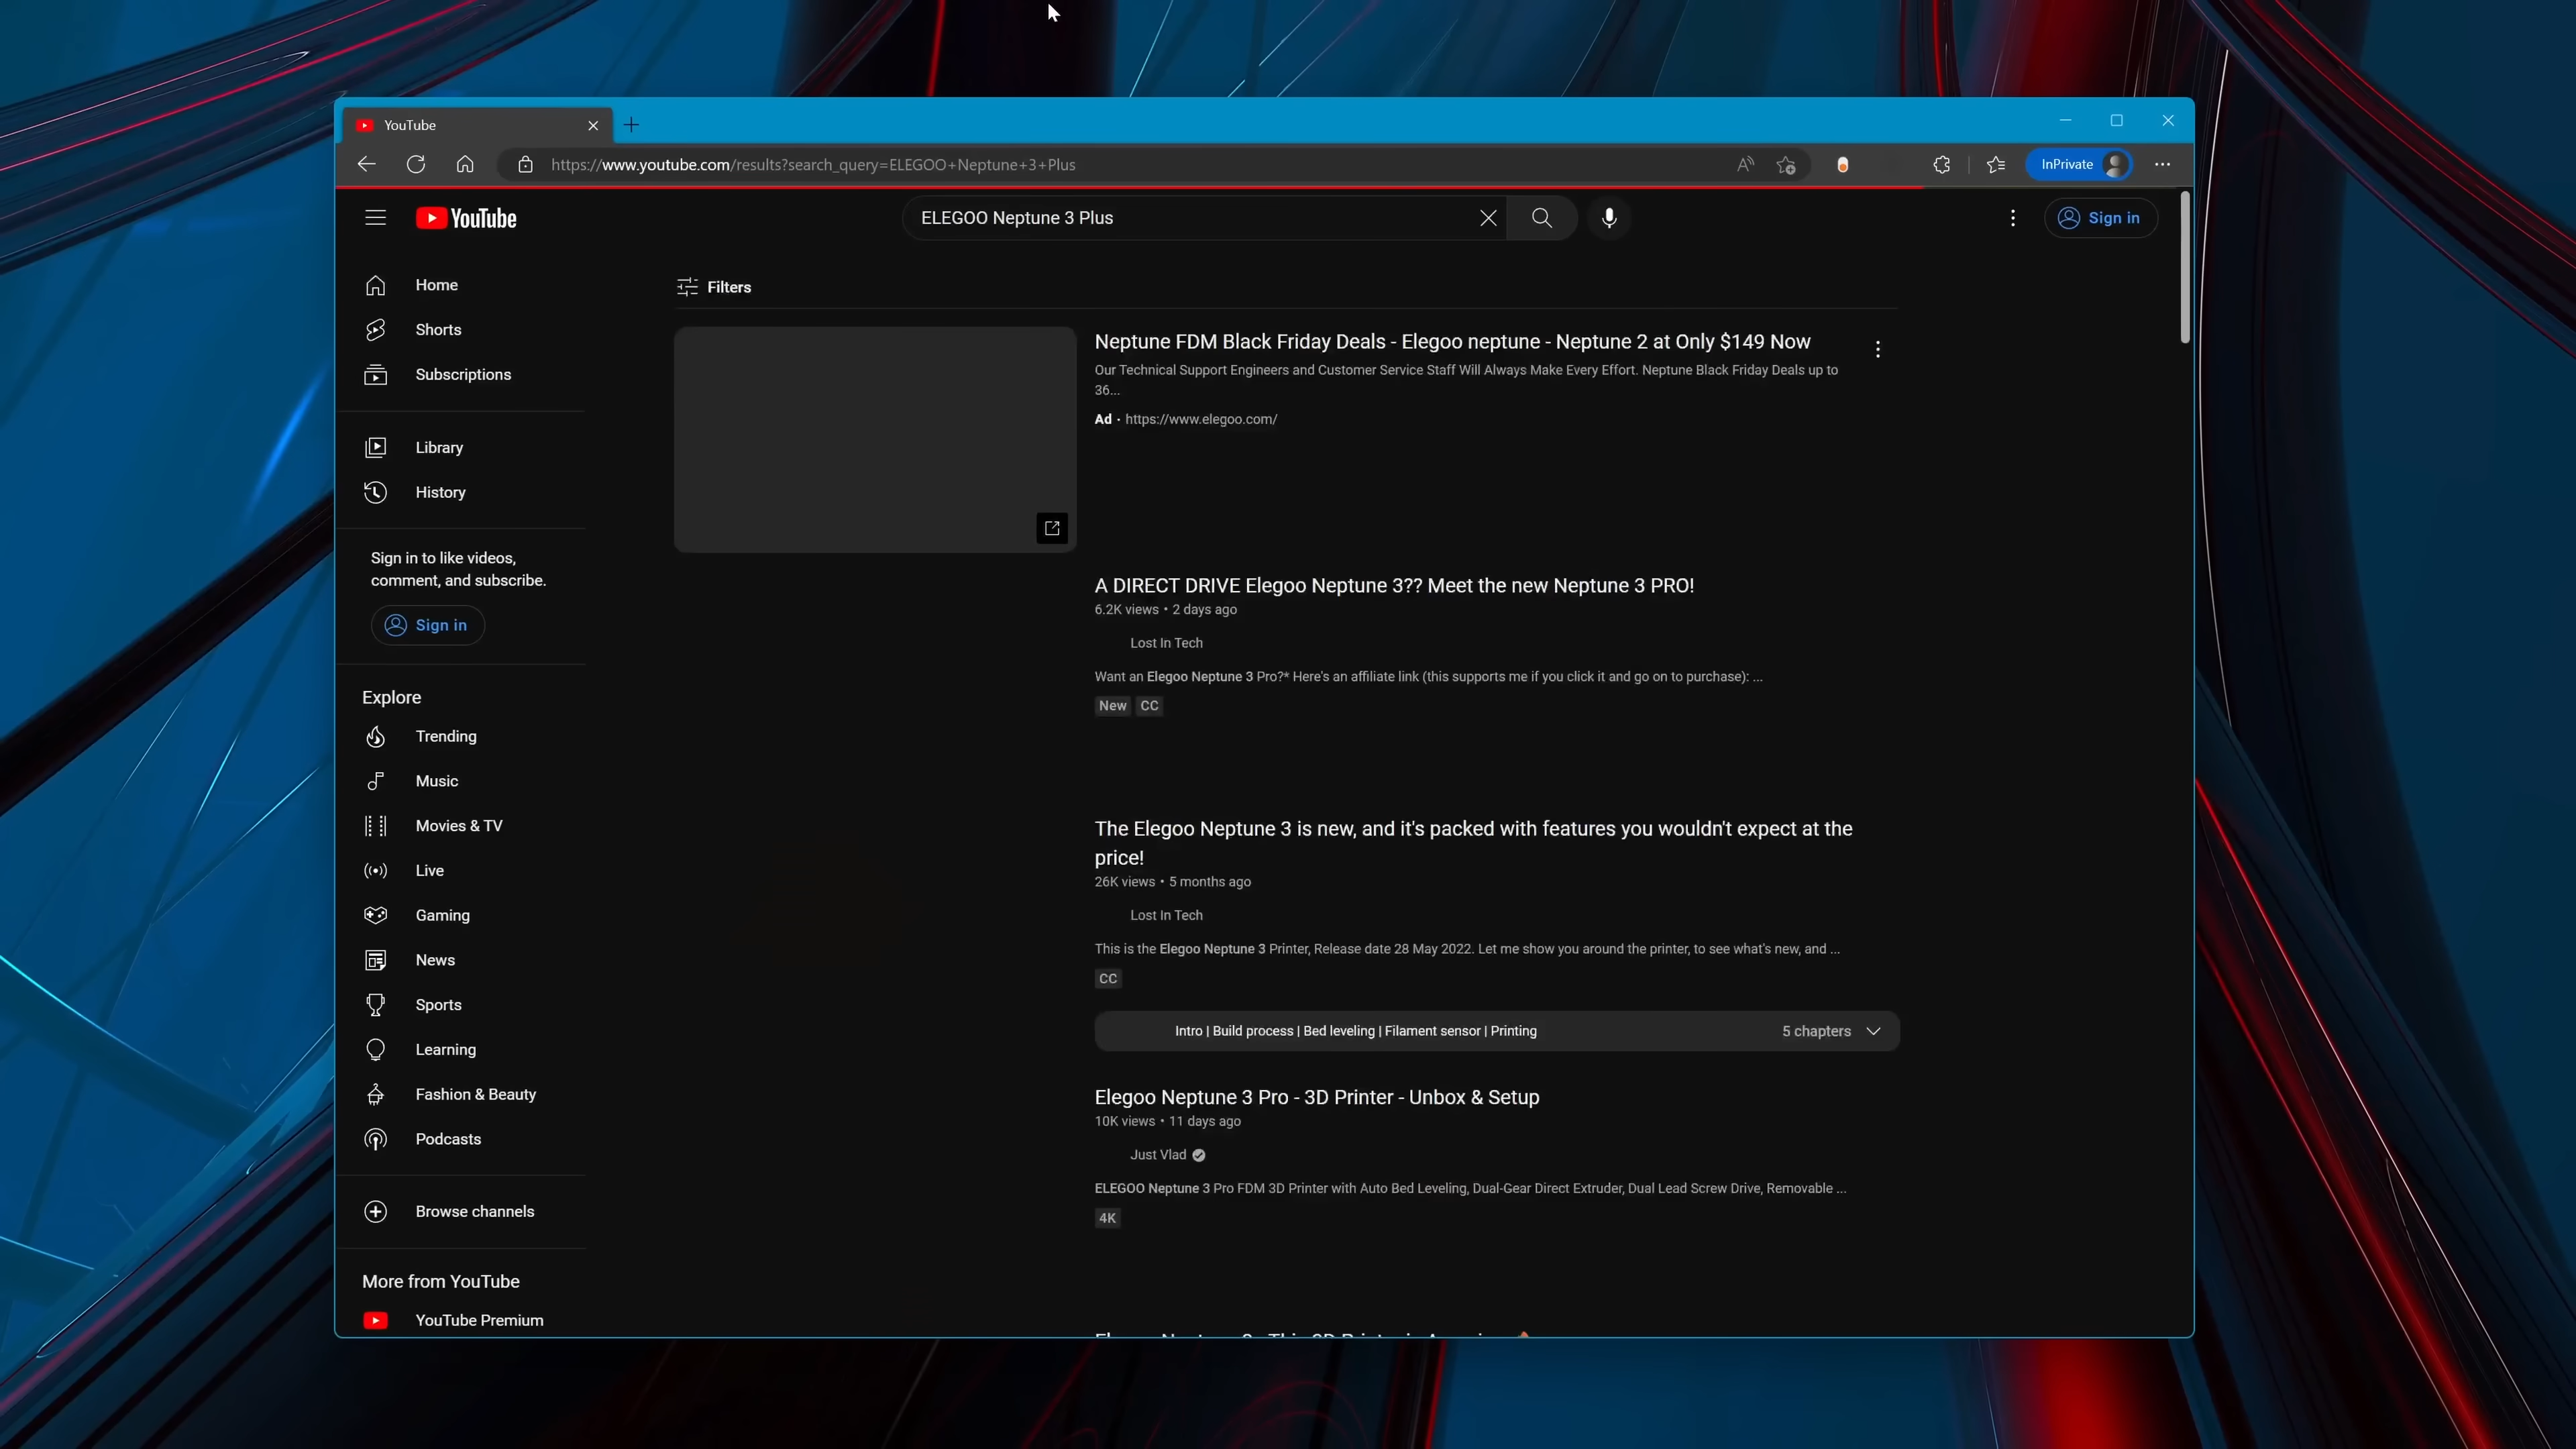 YouTube
https://www.youtube.com/results?search_query=ELEGOO+Neptune+3+Plus
InPrivate
YouTube
ELEGOO Neptune 3 Plus
Sign in
Home
Shorts
Subscriptions
Library
History
Sign in to like videos,
comment, and subscribe.
Sign in
Explore
Trending
Music
Movies & TV
Live
Gaming
News
Sports
Learning
Fashion & Beauty
Podcasts
Browse channels
More from YouTube
YouTube Premium
Filters
Neptune FDM Black Friday Deals - Elegoo neptune - Neptune 2 at Only $149 Now
Our Technical Support Engineers and Customer Service Staff Will Always Make Every Effort. Neptune Black Friday Deals up to
36...
Ad · https://www.elegoo.com/
A DIRECT DRIVE Elegoo Neptune 3?? Meet the new Neptune 3 PRO!
6.2K views • 2 days ago
Lost In Tech
Want an Elegoo Neptune 3 Pro?* Here's an affiliate link (this supports me if you click it and go on to purchase): ...
New CC
The Elegoo Neptune 3 is new, and it's packed with features you wouldn't expect at the
price!
26K views • 5 months ago
Lost In Tech
This is the Elegoo Neptune 3 Printer, Release date 28 May 2022. Let me show you around the printer, to see what's new, and ...
CC
Intro | Build process | Bed leveling | Filament sensor | Printing 5 chapters
Elegoo Neptune 3 Pro - 3D Printer - Unbox & Setup
10K views • 11 days ago
Just Vlad
ELEGOO Neptune 3 Pro FDM 3D Printer with Auto Bed Leveling, Dual-Gear Direct Extruder, Dual Lead Screw Drive, Removable ...
4K